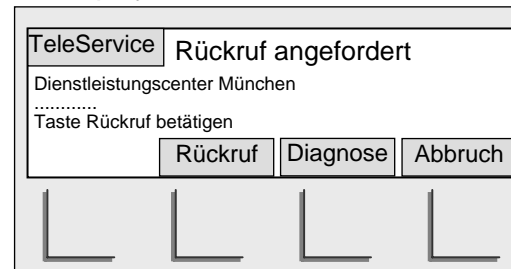 TeleService Rückruf angefordert
Dienstleistungscenter München
............
Taste Rückruf betätigen
Rückruf Diagnose Abbruch